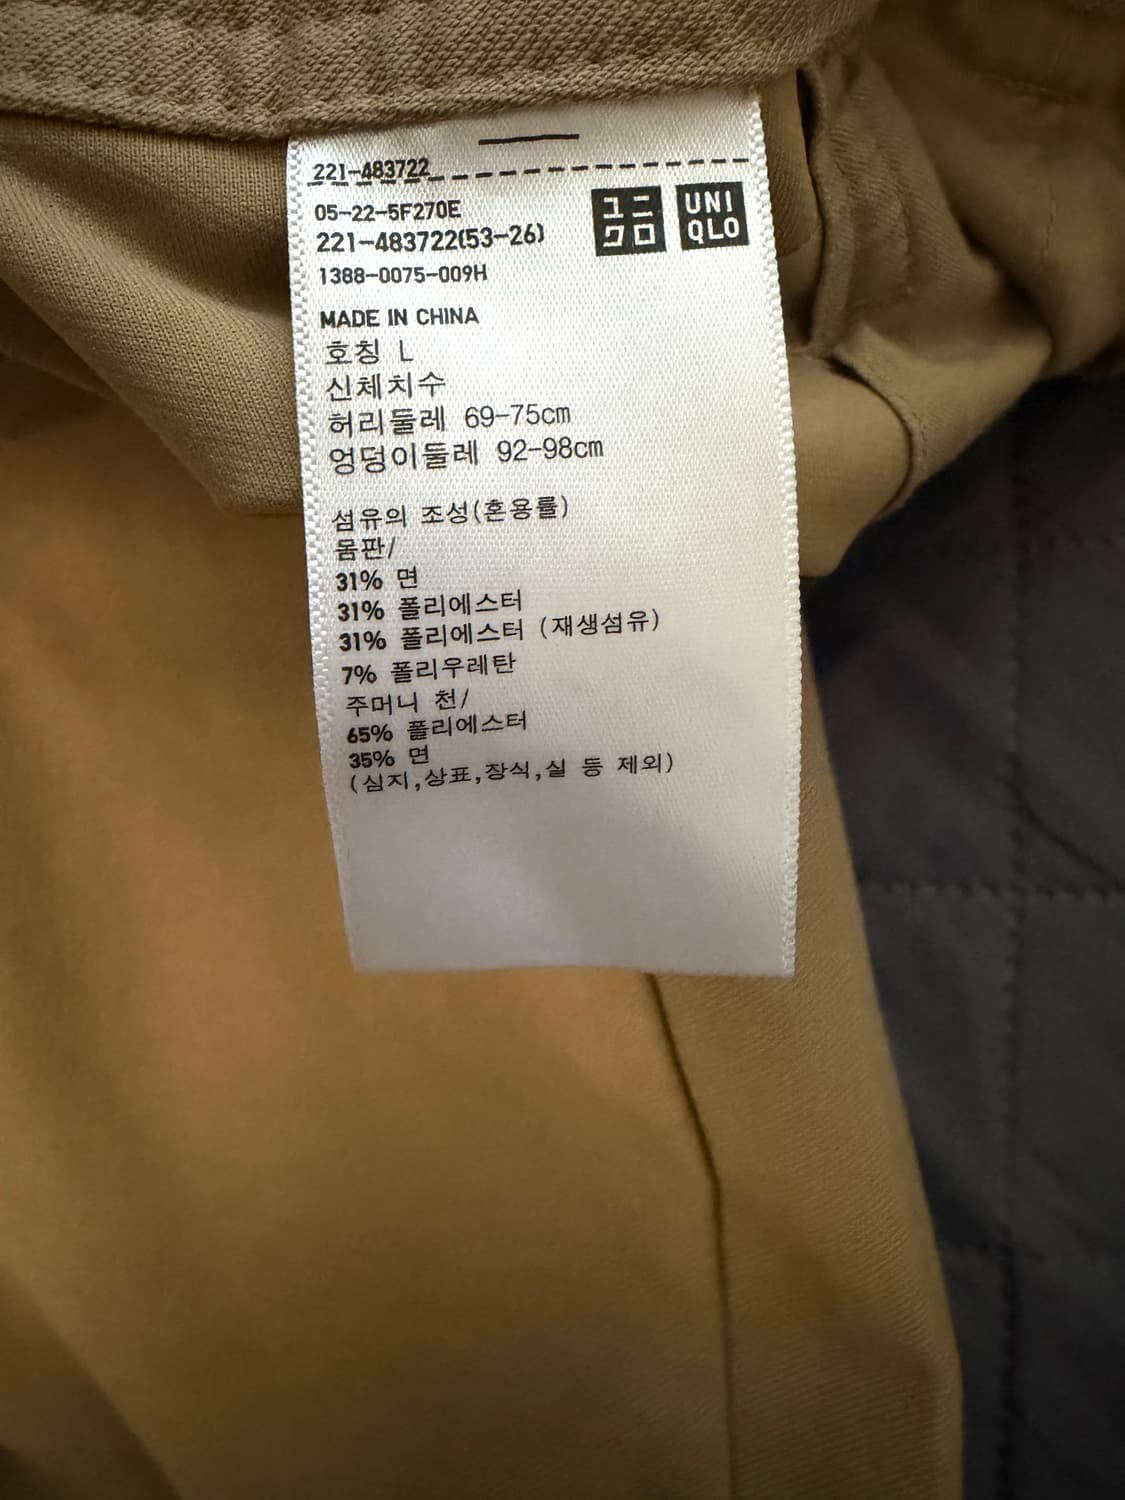 221-483722
05-22-5F270E
221-483722(53-26)
1388-0075-009H
ユニ
クロ
UNI
QLO
MADE IN CHINA
호칭 L
신체치수
허리둘레 69-75cm
엉덩이둘레 92-98cm
섬유의 조성(혼용률)
몸판/
31% 면
31% 폴리에스터
31% 폴리에스터 (재생섬유)
7% 폴리우레탄
주머니 천/
65% 폴리에스터
35% 면
(심지,상표,장식,실 등 제외)